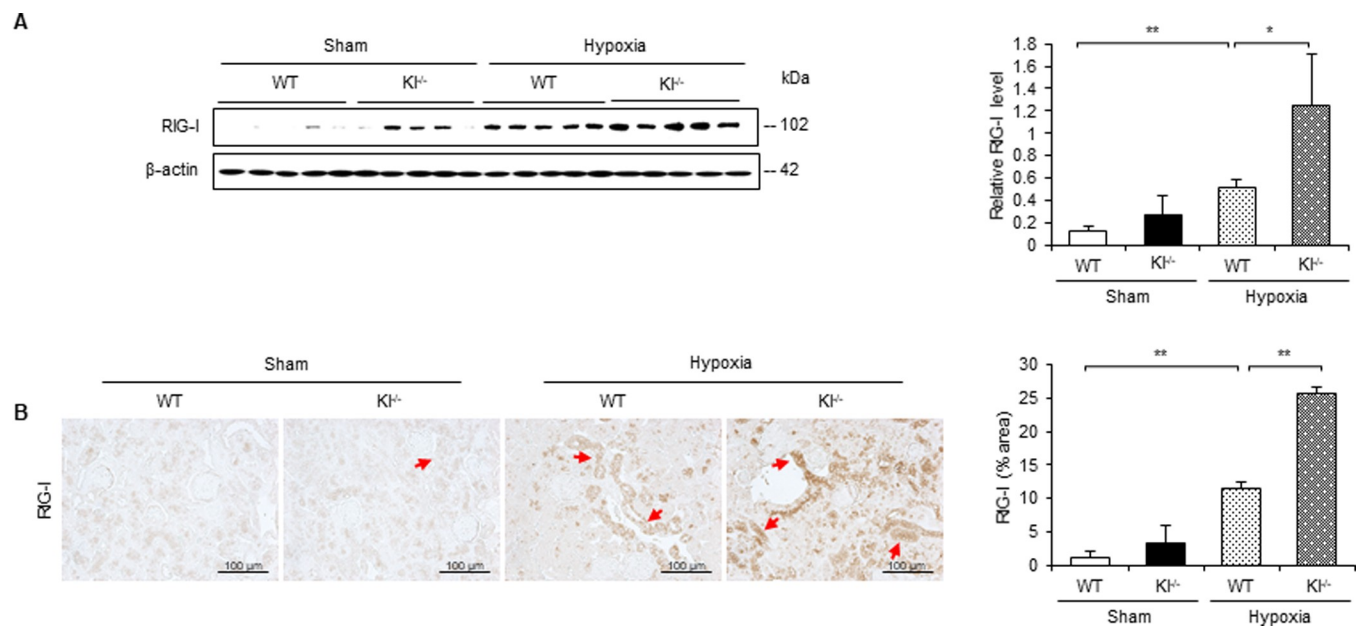 A
Sham
Hypoxia
WT
Kl-/-
WT
Kl-/-
kDa
RIG-I
-- 102
β-actin
-- 42
**
*
1.8
1.6
1.4
1.2
1
0.8
0.6
0.4
0.2
0
Relative RIG-I level
WT
Kl-/-
WT
Kl-/-
Sham
Hypoxia
B
Sham
Hypoxia
WT
Kl-/-
WT
Kl-/-
RIG-I
100 μm
100 μm
100 μm
100 μm
**
**
30
25
20
15
10
5
0
RIG-I (% area)
WT
Kl-/-
WT
Kl-/-
Sham
Hypoxia